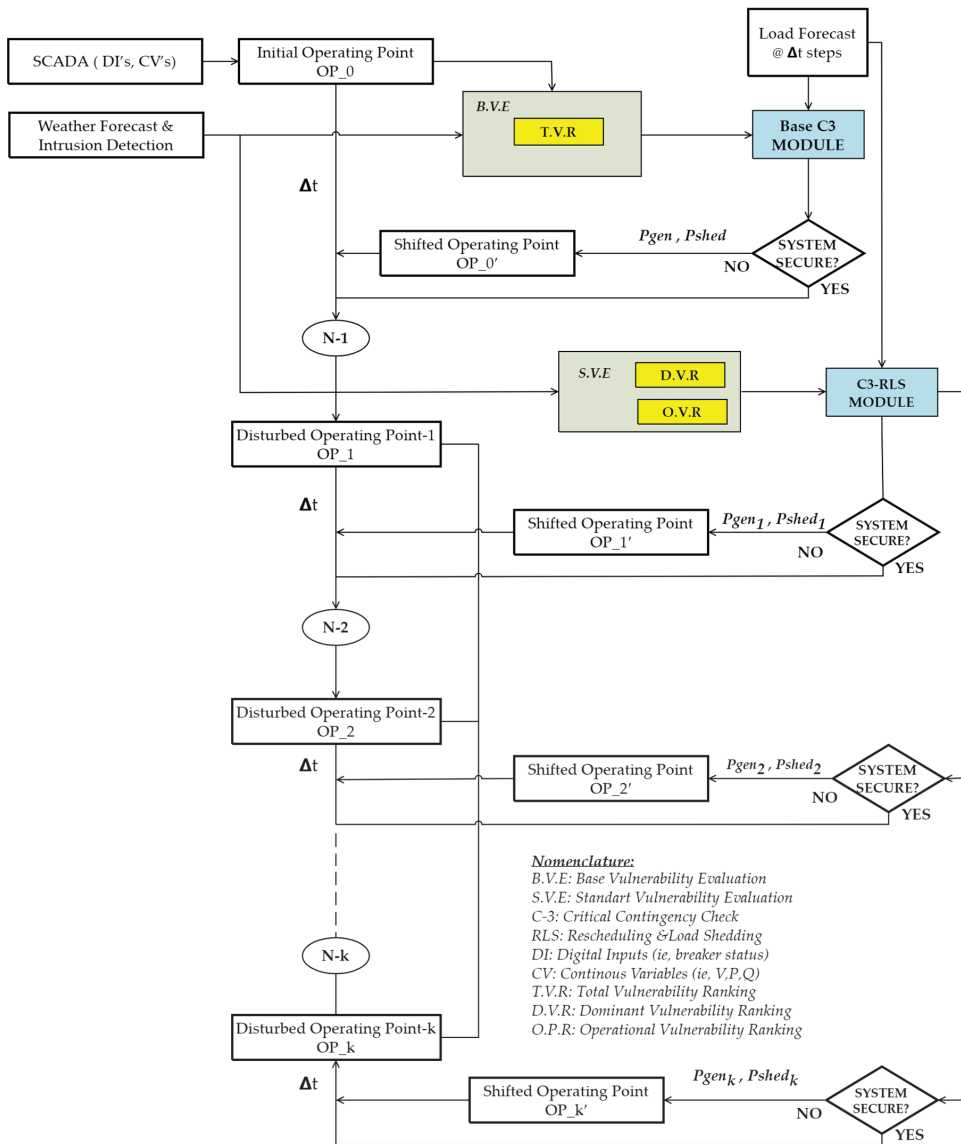 SCADA ( DI's, CV's)
Initial Operating Point
OP_0
Load Forecast
@ Δt steps
Weather Forecast &
Intrusion Detection
B.V.E
T.V.R
Base C3
MODULE
Δt
Shifted Operating Point
OP_0′
Pgen , Pshed
NO
SYSTEM
SECURE?
YES
N-1
S.V.E
D.V.R
O.V.R
C3-RLS
MODULE
Disturbed Operating Point-1
OP_1
Δt
Shifted Operating Point
OP_1′
Pgen₁ , Pshed₁
NO
SYSTEM
SECURE?
YES
N-2
Disturbed Operating Point-2
OP_2
Δt
Shifted Operating Point
OP_2′
Pgen₂ , Pshed₂
NO
SYSTEM
SECURE?
YES
Nomenclature:
B.V.E: Base Vulnerability Evaluation
S.V.E: Standart Vulnerability Evaluation
C-3: Critical Contingency Check
RLS: Rescheduling &Load Shedding
DI: Digital Inputs (ie, breaker status)
CV: Continous Variables (ie, V,P,Q)
T.V.R: Total Vulnerability Ranking
D.V.R: Dominant Vulnerability Ranking
O.P.R: Operational Vulnerability Ranking
N-k
Disturbed Operating Point-k
OP_k
Δt
Shifted Operating Point
OP_k′
Pgenₖ , Pshedₖ
NO
SYSTEM
SECURE?
YES